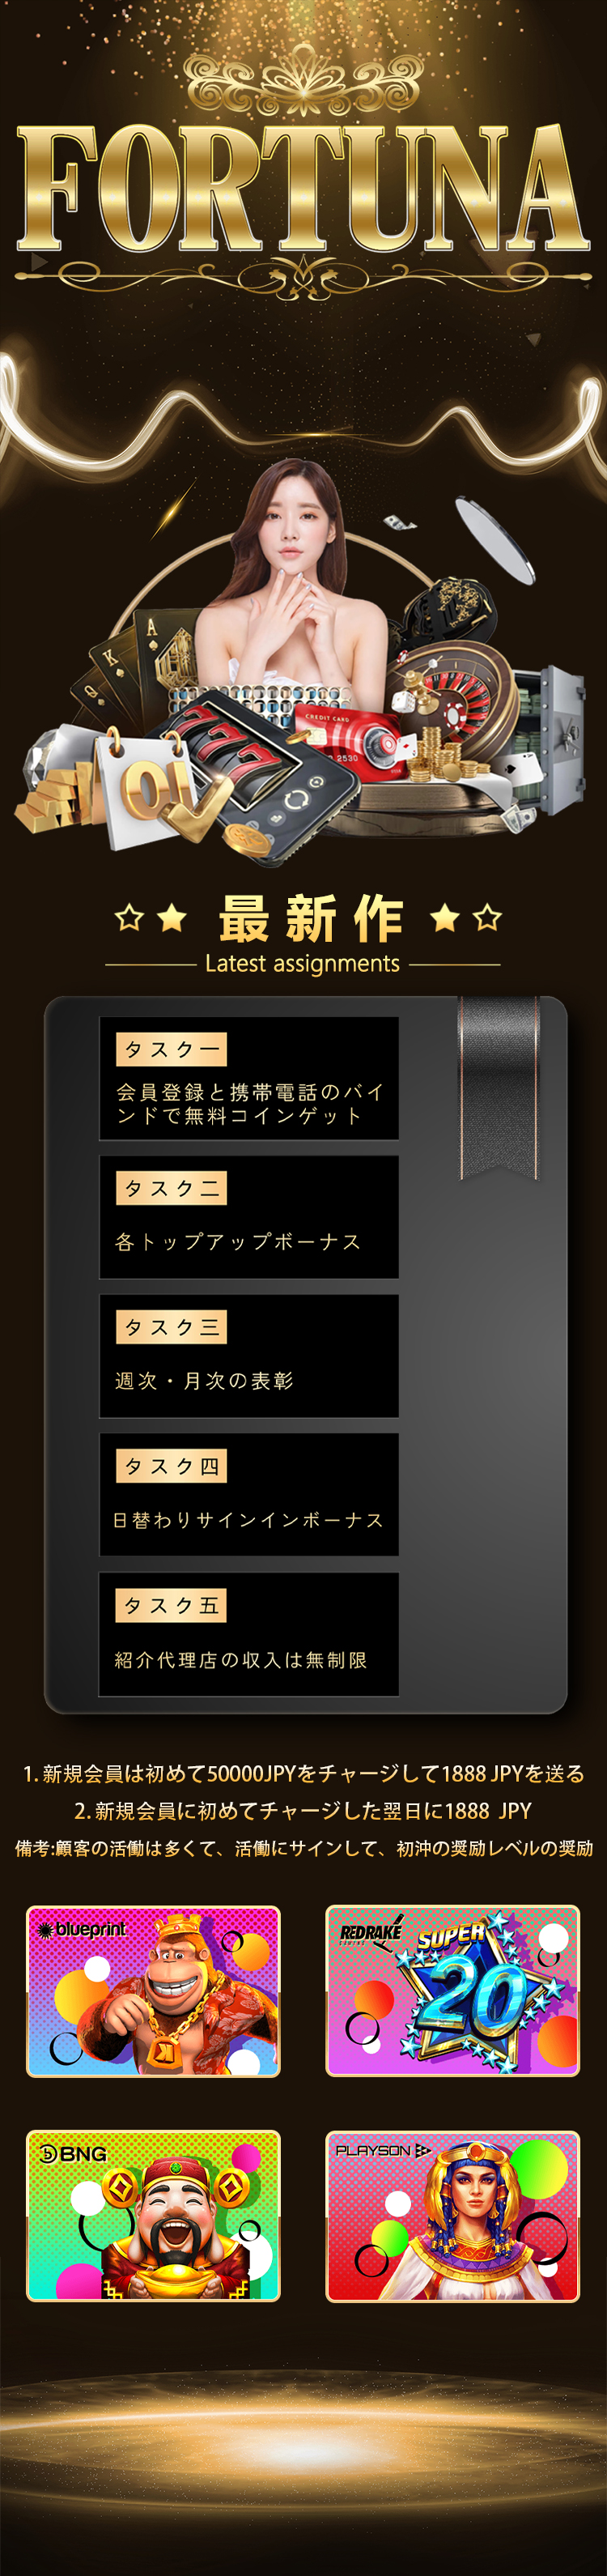 FORTUNA
A
K
Q
777
CREDIT CARD
2530
01
最新作
Latest assignments
タスク一
会員登録と携帯電話のバイ
ンドで無料コインゲット
タスク二
各トップアップボーナス
タスク三
週次・月次の表彰
タスク四
日替わりサインインボーナス
タスク五
紹介代理店の収入は無制限
1. 新規会員は初めて50000JPYをチャージして1888 JPYを送る
2. 新規会員に初めてチャージした翌日に1888 JPY
備考:顧客の活働は多くて、活働にサインして、初沖の奨励レベルの奨励
blueprint
REDRAKE
SUPER
20
BNG
PLAYSON